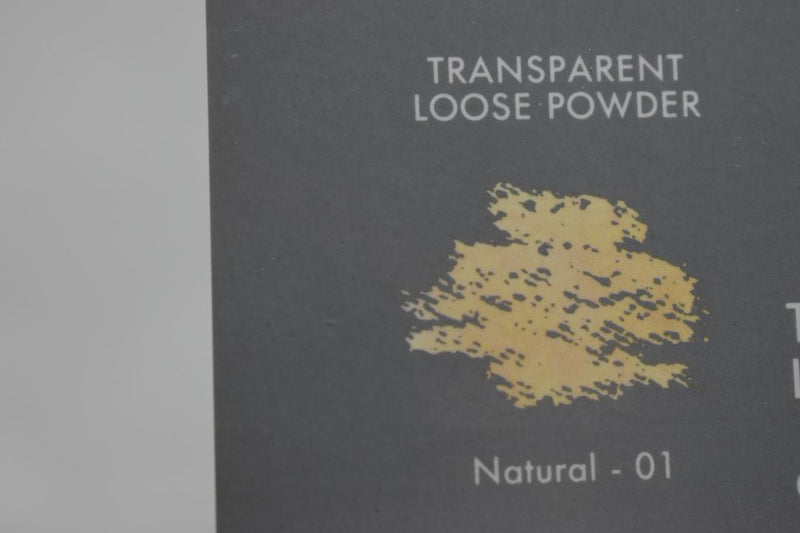 TRANSPARENT
LOOSE POWDER
Natural - 01